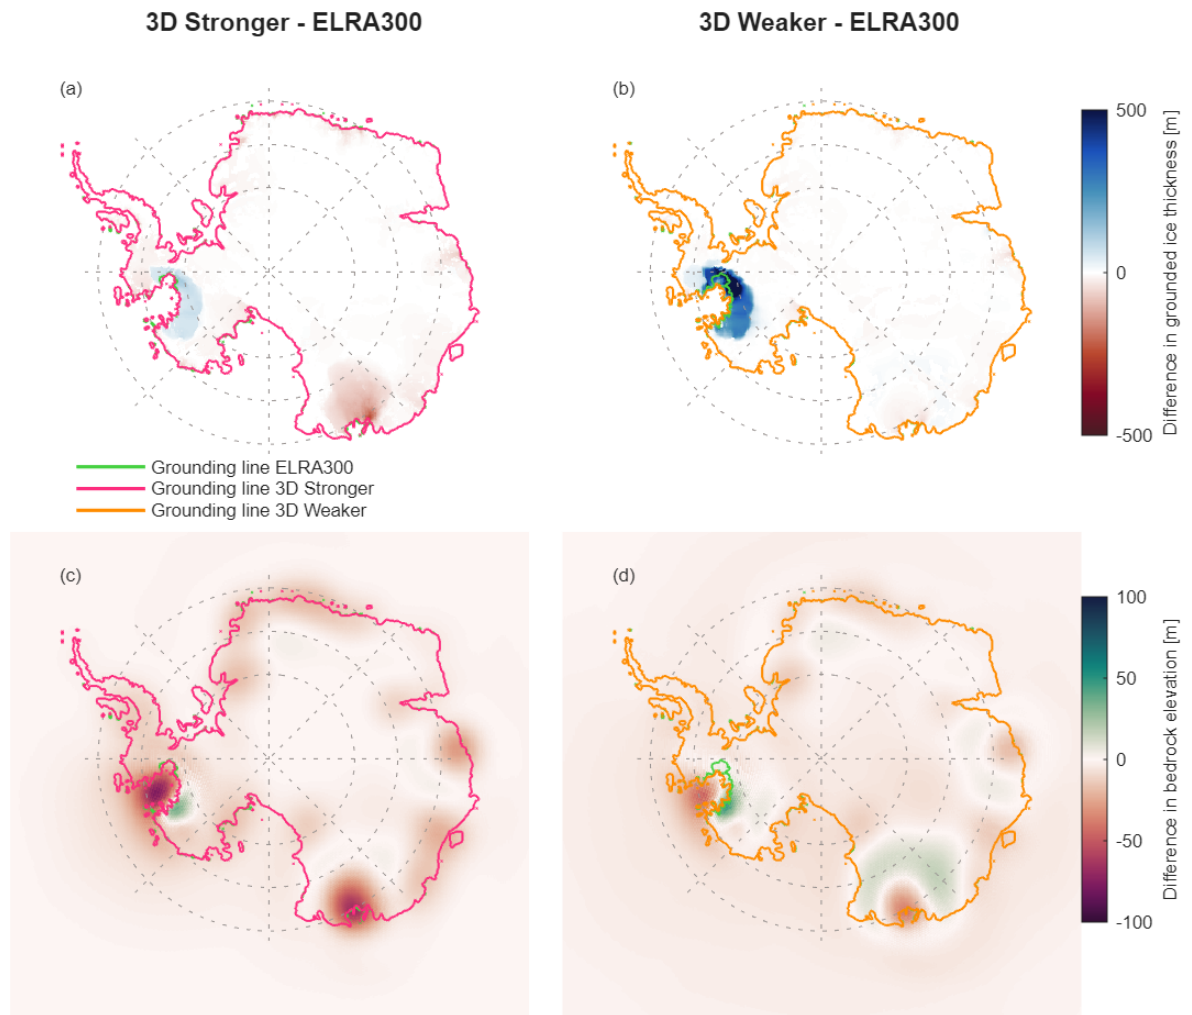 3D Stronger - ELRA300
3D Weaker - ELRA300
(a)
(b)
500
0
-500
Difference in grounded ice thickness [m]
Grounding line ELRA300
Grounding line 3D Stronger
Grounding line 3D Weaker
(c)
(d)
100
50
0
-50
-100
Difference in bedrock elevation [m]